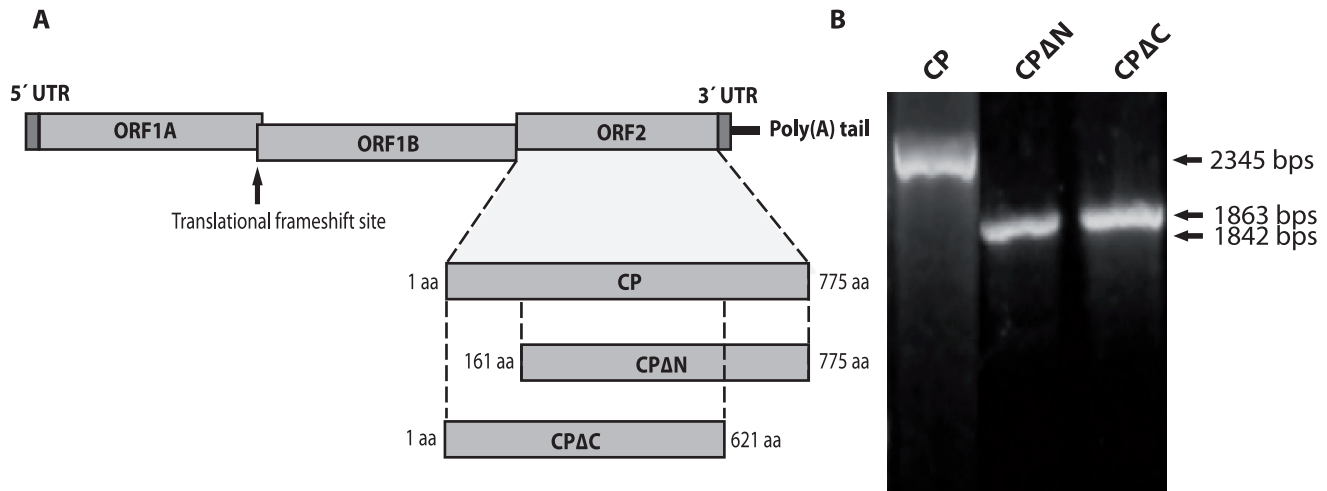 A
5´ UTR
ORF1A
ORF1B
ORF2
3´ UTR
Poly(A) tail
Translational frameshift site
1 aa
CP
775 aa
161 aa
CPΔN
775 aa
1 aa
CPΔC
621 aa
B
CP
CPΔN
CPΔC
2345 bps
1863 bps
1842 bps